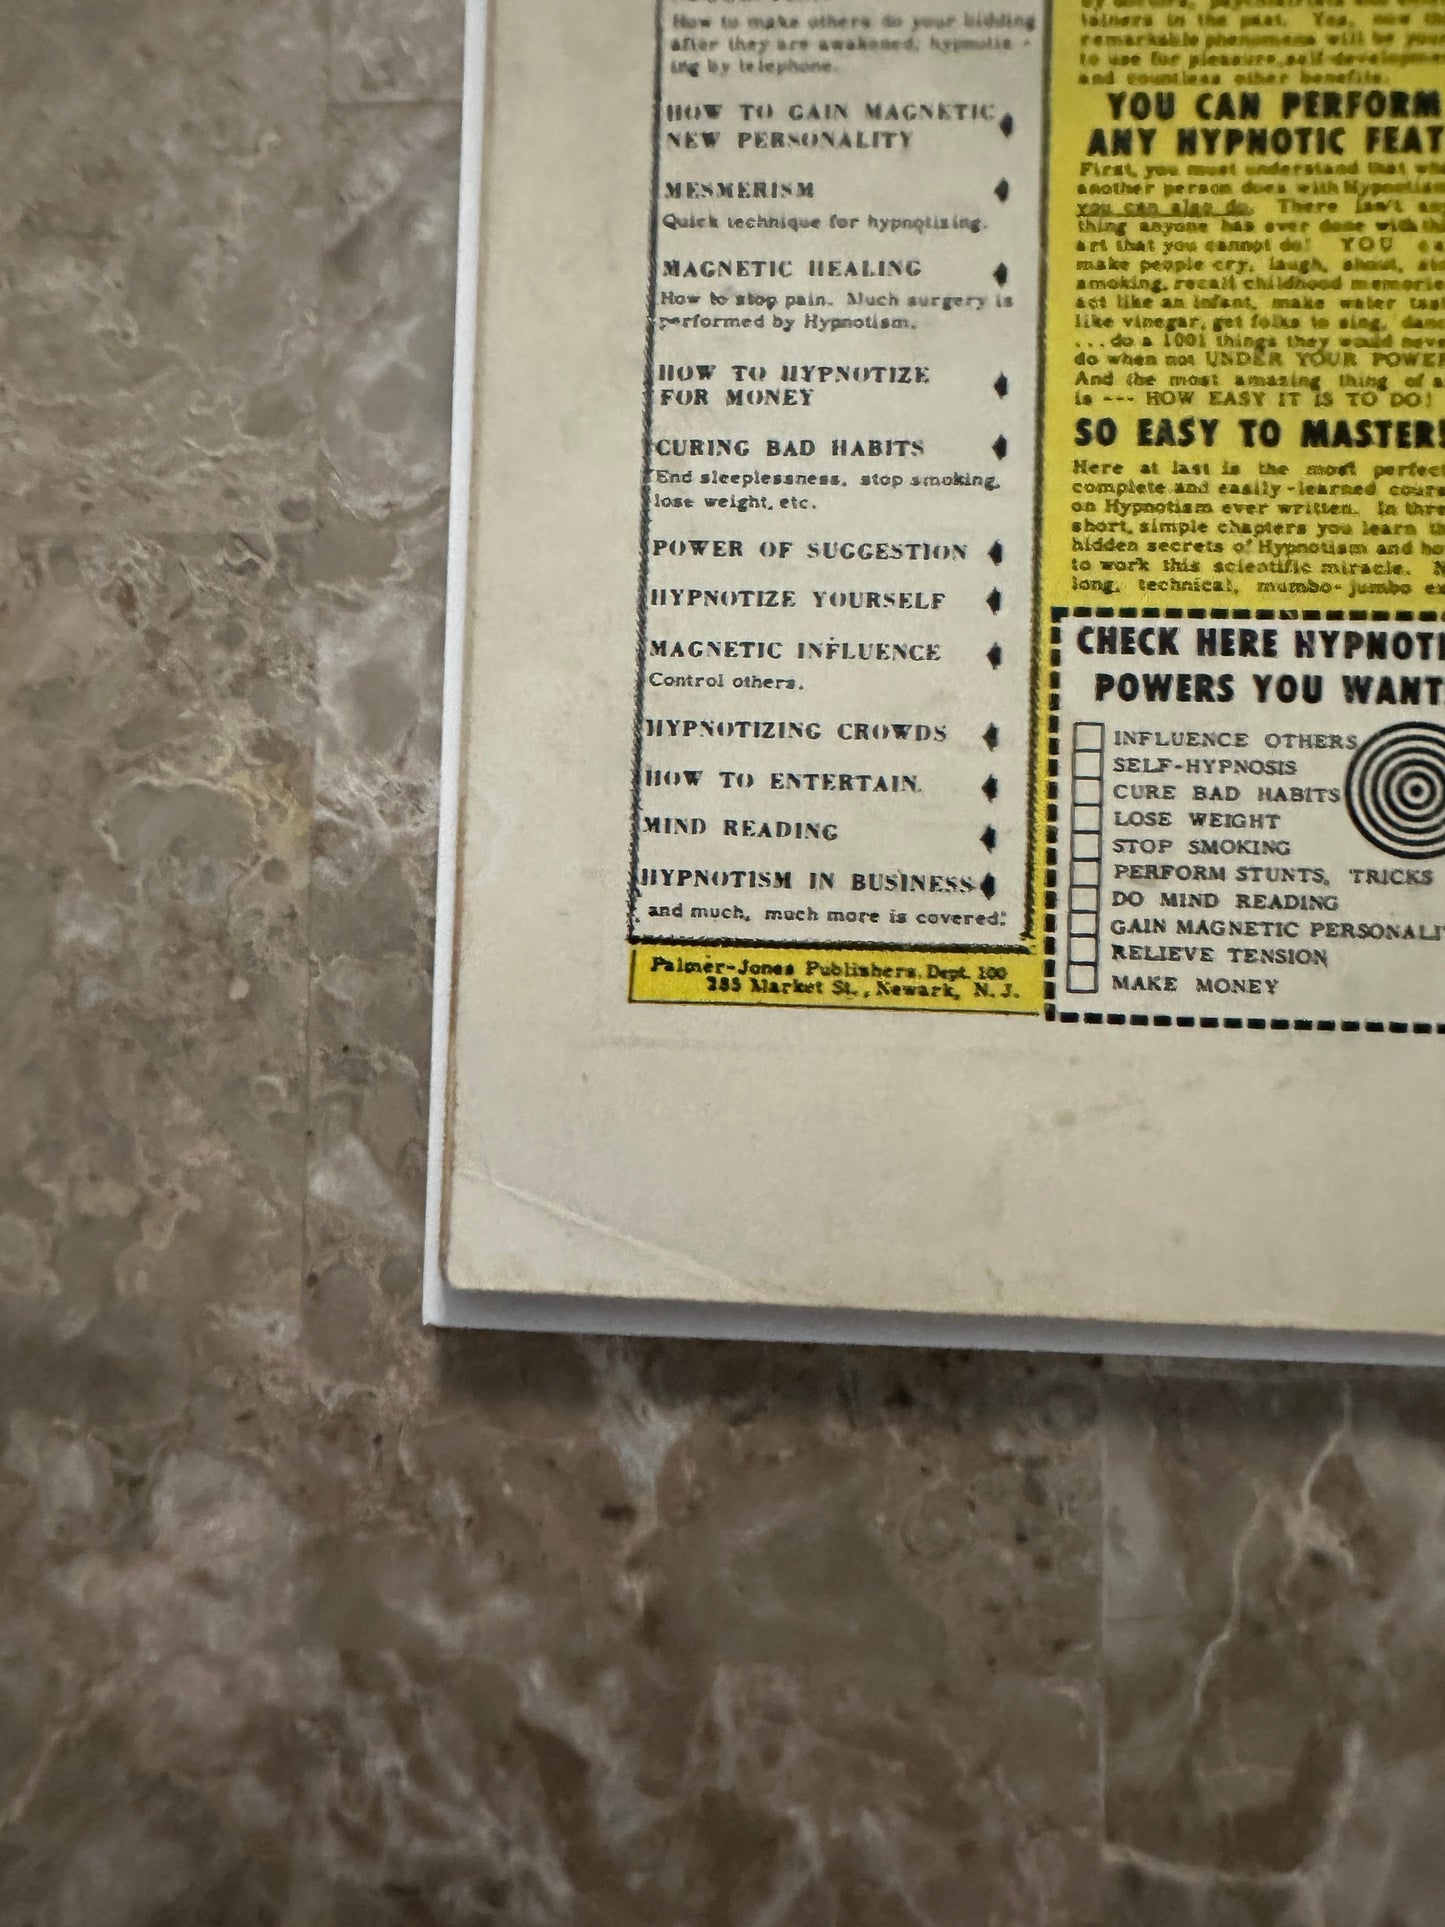 How to make others do your bidding
after they are awakened, hypnotiz -
ing by telephone.
HOW TO GAIN MAGNETIC
NEW PERSONALITY
MESMERISM
Quick technique for hypnotizing.
MAGNETIC HEALING
How to stop pain. Much surgery is
performed by Hypnotism.
HOW TO HYPNOTIZE
FOR MONEY
CURING BAD HABITS
End sleeplessness, stop smoking,
lose weight, etc.
POWER OF SUGGESTION
HYPNOTIZE YOURSELF
MAGNETIC INFLUENCE
Control others.
HYPNOTIZING CROWDS
HOW TO ENTERTAIN.
MIND READING
HYPNOTISM IN BUSINESS
and much, much more is covered!
Palmer-Jones Publishers, Dept. 100
285 Market St., Newark, N. J.
tainers in the past. Yes, now
remarkable phenomena will be
to use for pleasure, self-
and countless other benefits.
YOU CAN PERFORM
ANY HYPNOTIC FEAT
First, you must understand that
another person does with
you can also do. There isn't
thing anyone has ever done with
art that you cannot do! YOU
make people cry, laugh, shout,
smoking, recall childhood
act like an infant, make water
like vinegar, get folks to sing,
...do a 1001 things they would
do when not UNDER YOUR POWER
And the most amazing thing of
is --- HOW EASY IT IS TO DO!
SO EASY TO MASTER!
Here at last is the most
complete and easily-learned
on Hypnotism ever written. In
short, simple chapters you learn
hidden secrets of Hypnotism and
to work this scientific miracle.
long, technical, mumbo-jumbo
CHECK HERE
POWERS YOU WANT
INFLUENCE OTHERS
SELF-HYPNOSIS
CURE BAD HABITS
LOSE WEIGHT
STOP SMOKING
PERFORM STUNTS, TRICKS
DO MIND READING
GAIN MAGNETIC
RELIEVE TENSION
MAKE MONEY